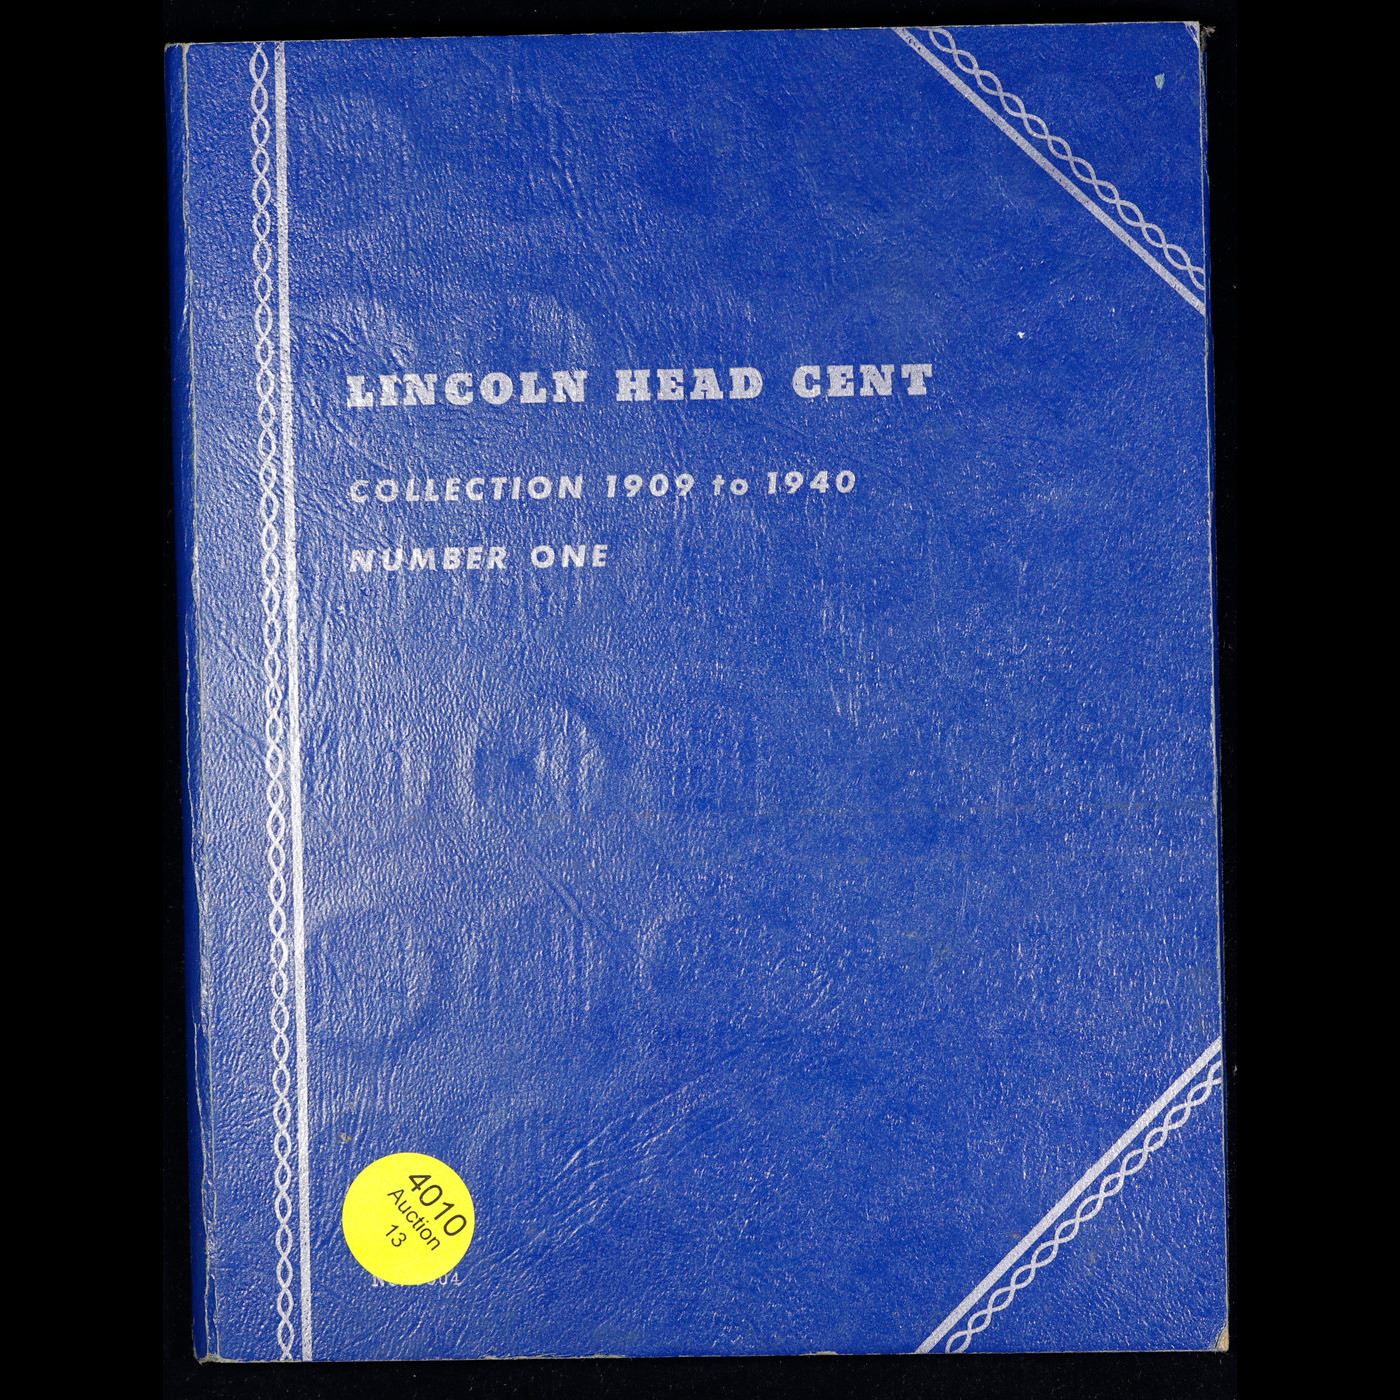 LINCOLN HEAD CENT
COLLECTION 1909 to 1940
NUMBER ONE
4010
Auction
13